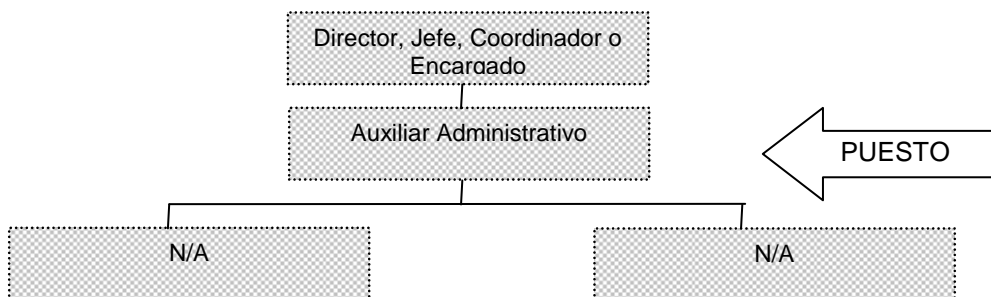 Director, Jefe, Coordinador o
Encargado
Auxiliar Administrativo
PUESTO
N/A
N/A